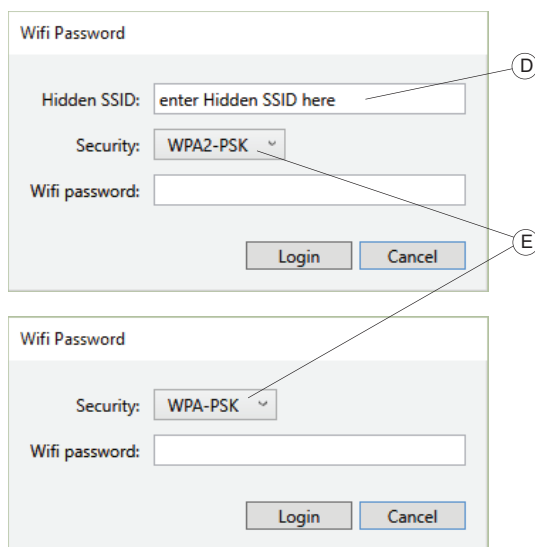 Wifi Password
D
Hidden SSID: enter Hidden SSID here
Security: WPA2-PSK
Wifi password:
E
Login Cancel
Wifi Password
Security: WPA-PSK
Wifi password:
Login Cancel